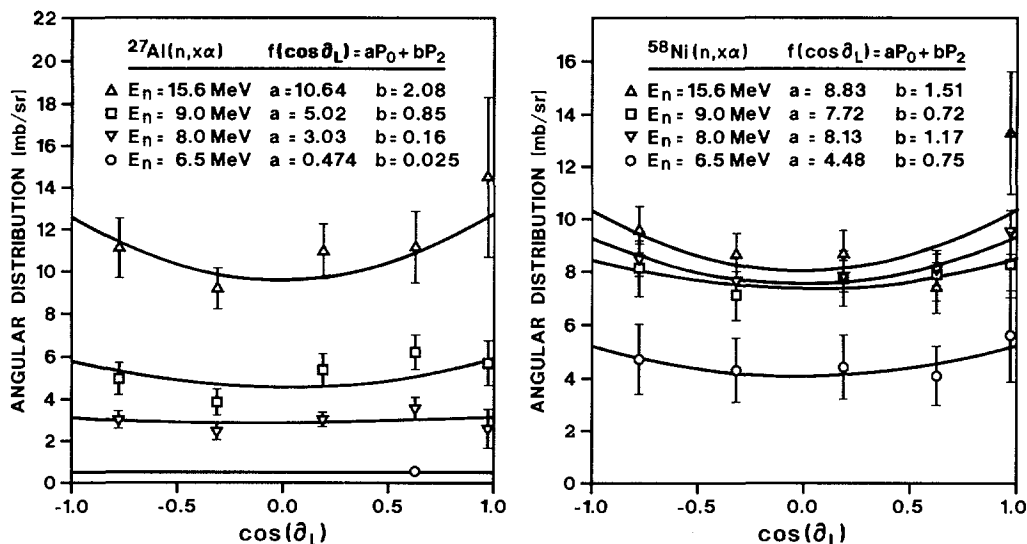 22
20
18
16
14
12
10
8
6
4
2
0
ANGULAR DISTRIBUTION [mb/sr]
²⁷Al(n,xα) f(cos∂L)=aP₀+bP₂
△ Eₙ=15.6 MeV a=10.64 b=2.08
□ Eₙ= 9.0 MeV a= 5.02 b=0.85
▽ Eₙ= 8.0 MeV a= 3.03 b=0.16
○ Eₙ= 6.5 MeV a= 0.474 b=0.025
-1.0 -0.5 0.0 0.5 1.0
cos(∂L)
16
14
12
10
8
6
4
2
0
ANGULAR DISTRIBUTION [mb/sr]
⁵⁸Ni(n,xα) f(cos∂L)=aP₀+bP₂
△ Eₙ=15.6 MeV a= 8.83 b=1.51
□ Eₙ= 9.0 MeV a= 7.72 b=0.72
▽ Eₙ= 8.0 MeV a= 8.13 b=1.17
○ Eₙ= 6.5 MeV a= 4.48 b=0.75
-1.0 -0.5 0.0 0.5 1.0
cos(∂L)